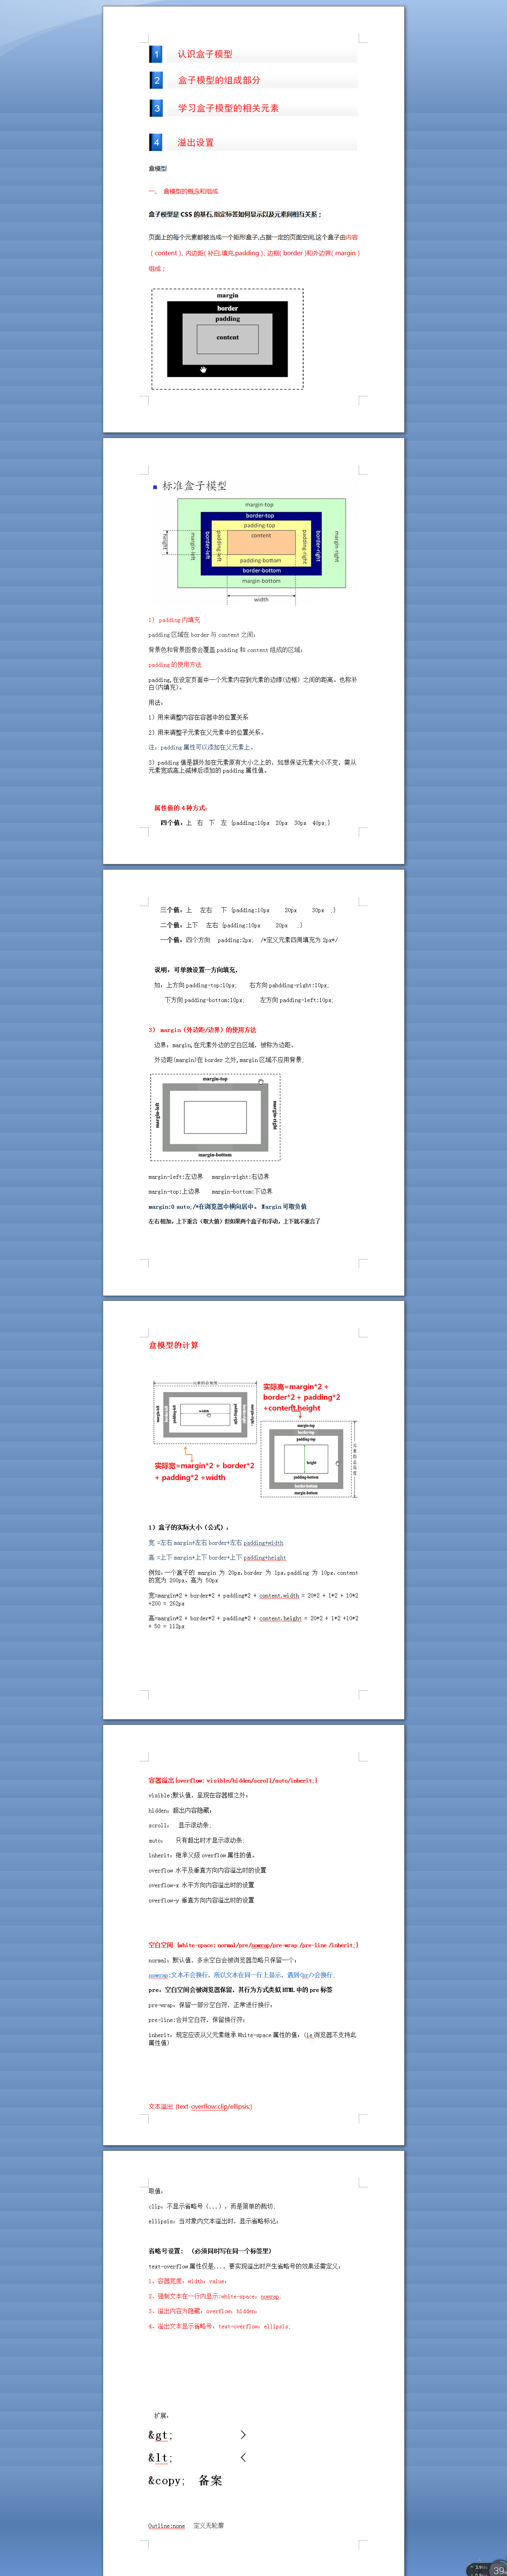 1 认识盒子模型
2 盒子模型的组成部分
3 学习盒子模型的相关元素
4 溢出设置
盒模型
一、 盒模型的概念和组成
盒子模型是 CSS 的基石,指定标签如何显示以及元素间相互关系；
页面上的每个元素都被当成一个矩形盒子,占据一定的页面空间,这个盒子由内容
（content）, 内边距( 补白,填充,padding )、边框( border )和外边界( margin )
组成；
margin
border
padding
content
标准盒子模型
margin-top
border-top
padding-top
content
height
margin-left
border-left
padding-left
padding-right
border-right
margin-right
padding-bottom
border-bottom
margin-bottom
width
1） padding 内填充
padding 区域在 border 与 content 之间;
背景色和背景图像会覆盖 padding 和 content 组成的区域;
padding 的使用方法
padding,在设定页面中一个元素内容到元素的边缘(边框) 之间的距离。也称补
白(内填充)。
用法:
1）用来调整内容在容器中的位置关系
2）用来调整子元素在父元素中的位置关系。
注: padding 属性可以添加在父元素上。
3）padding 值是额外加在元素原有大小之上的，如想保证元素大小不变，需从
元素宽或高上减掉后添加的 padding 属性值。
属性值的 4 种方式:
四个值: 上 右 下 左 {padding:10px 20px 30px 40px;}
三个值: 上 左右 下 {padding:10px 20px 30px ;}
二个值: 上下 左右 {padding:10px 20px ;}
一个值: 四个方向 padding:2px; /*定义元素四周填充为 2px*/
说明: 可单独设置一方向填充,
如: 上方向 padding-top:10px; 右方向 pahdding-right:10px;
下方向 padding-bottom:10px; 左方向 padding-left:10px;
3） margin（外边距/边界）的使用方法
边界: margin,在元素外边的空白区域，被称为边距。
外边距(margin)在 border 之外,margin 区域不应用背景;
margin-top
margin-left
margin-right
margin-bottom
margin-left:左边界 margin-right:右边界
margin-top:上边界 margin-bottom:下边界
margin:0 auto;/*在浏览器中横向居中。 Margin 可取负值
左右相加，上下重合（取大值）但如果两个盒子有浮动，上下就不重合了
盒模型的计算
实际高=margin*2 +
border*2 + padding*2
+content.height
margin-left
padding-left
width
margin-top
border-top
padding-top
height
padding-bottom
border-bottom
margin-bottom
实际宽=margin*2 + border*2
+ padding*2 +width
1）盒子的实际大小（公式）:
宽 =左右 margin+左右 border+左右 padding+width
高 =上下 margin+上下 border+上下 padding+height
例如:一个盒子的 margin 为 20px,border 为 1px,padding 为 10px,content
的宽为 200px、高为 50px
宽=margin*2 + border*2 + padding*2 + content.width = 20*2 + 1*2 + 10*2
+200 = 262px
高=margin*2 + border*2 + padding*2 + content.height = 20*2 + 1*2 +10*2
+ 50 = 112px
容器溢出{overflow: visible/hidden/scroll/auto/inherit;}
visible:默认值，呈现在容器框之外;
hidden: 超出内容隐藏;
scroll: 显示滚动条;
auto: 只有超出时才显示滚动条;
inherit: 继承父级 overflow 属性的值。
overflow 水平及垂直方向内容溢出时的设置
overflow-x 水平方向内容溢出时的设置
overflow-y 垂直方向内容溢出时的设置
空白空间 {white-space: normal/pre/nowrap/pre-wrap /pre-line /inherit;}
normal: 默认值，多余空白会被浏览器忽略只保留一个;
nowrap:文本不会换行，所以文本在同一行上显示，遇到<br/>会换行;
pre: 空白空间会被浏览器保留，其行为方式类似 HTML 中的 pre 标签
pre-wrap: 保留一部分空白符，正常进行换行;
pre-line:合并空白符，保留换行符;
inherit: 规定应该从父元素继承 White-space 属性的值; (ie 浏览器不支持此
属性值)
文本溢出 {text-overflow:clip/ellipsis;}
取值:
clip: 不显示省略号（...），而是简单的裁切;
ellipsis: 当对象内文本溢出时，显示省略标记;
省略号设置: （必须同时写在同一个标签里）
text-overflow 属性仅是...，要实现溢出时产生省略号的效果还需定义:
1、容器宽度: width: value;
2、强制文本在一行内显示:white-space: nowrap;
3、溢出内容为隐藏: overflow: hidden;
4、溢出文本显示省略号: text-overflow: ellipsis;
扩展:
&gt; >
&lt; <
&copy; 备案
Outline:none 定义无轮廓
39